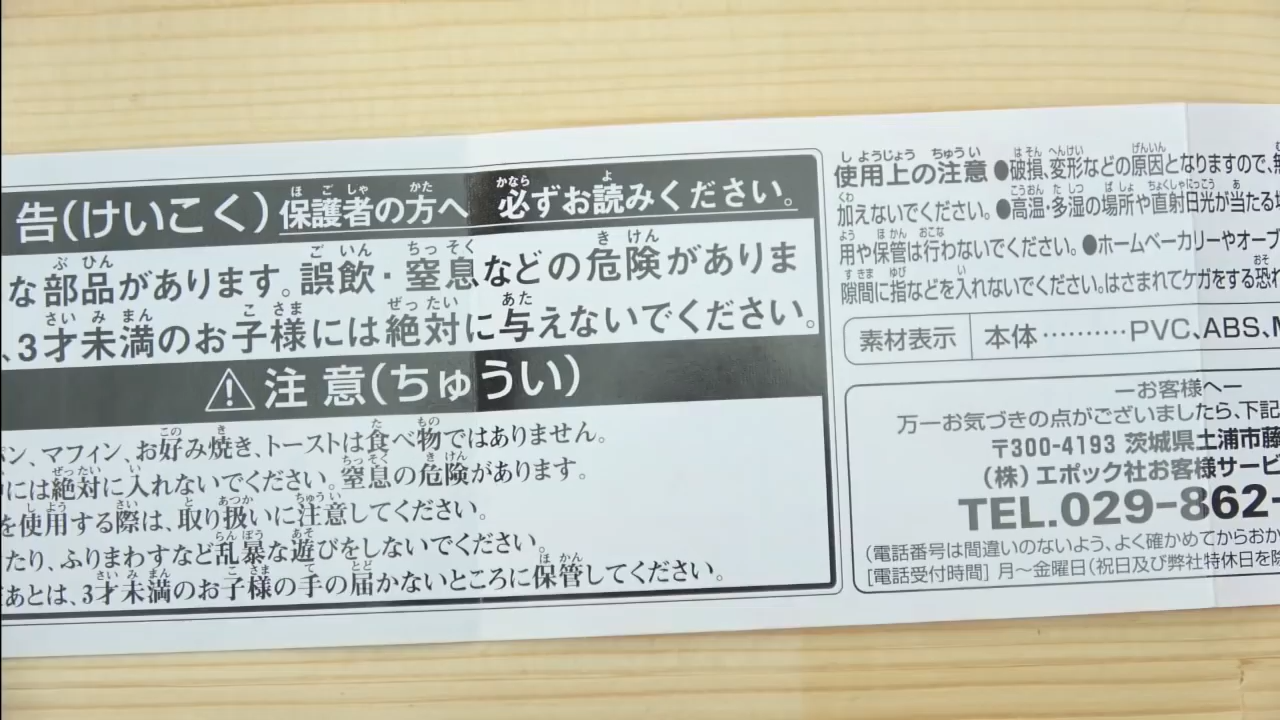 告(けいこく) 保護者の方へ 必ずお読みください。
な部品があります。誤飲・窒息などの危険がありま
、3才未満のお子様には絶対に与えないでください。
注意(ちゅうい)
ン、マフィン、お好み焼き、トーストは食べ物ではありません。
には絶対に入れないでください。窒息の危険があります。
を使用する際は、取り扱いに注意してください。
たり、ふりまわすなど乱暴な遊びをしないでください。
あとは、3才未満のお子様の手の届かないところに保管してください。
使用上の注意 ●破損、変形などの原因となりますので、無
加えないでください。●高温・多湿の場所や直射日光が当たる場
用や保管は行わないでください。●ホームベーカリーやオーブ
隙間に指などを入れないでください。はさまれてケガをする恐れ
素材表示 本体…………PVC、ABS、M
―お客様へ―
万一お気づきの点がございましたら、下記
〒300-4193 茨城県土浦市藤
(株)エポック社お客様サービ
TEL.029-862-
(電話番号は間違いのないよう、よく確かめてからおか
[電話受付時間] 月〜金曜日(祝日及び弊社特休日を除